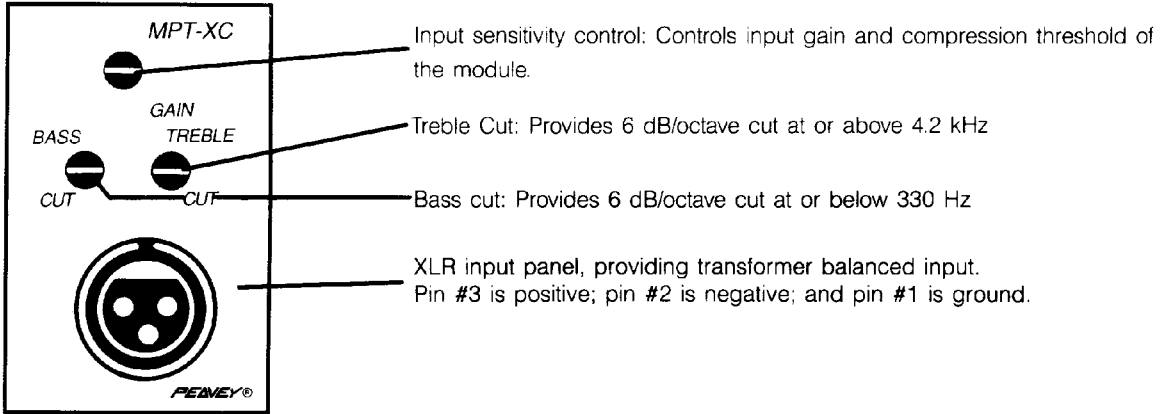 MPT-XC
GAIN
BASS
TREBLE
CUT
CUT
PEAVEY®
Input sensitivity control: Controls input gain and compression threshold of
the module.
Treble Cut: Provides 6 dB/octave cut at or above 4.2 kHz
Bass cut: Provides 6 dB/octave cut at or below 330 Hz
XLR input panel, providing transformer balanced input.
Pin #3 is positive; pin #2 is negative; and pin #1 is ground.